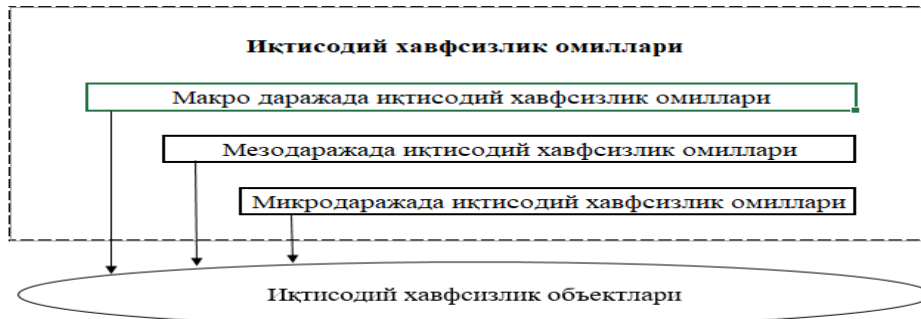 Иқтисодий хавфсизлик омиллари
Макро даражада иқтисодий хавфсизлик омиллари
Мезодаражада иқтисодий хавфсизлик омиллари
Микродаражада иқтисодий хавфсизлик омиллари
Иқтисодий хавфсизлик объектлари